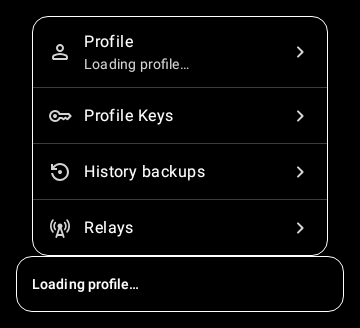 Profile
Loading profile…
Profile Keys
History backups
Relays
Loading profile…